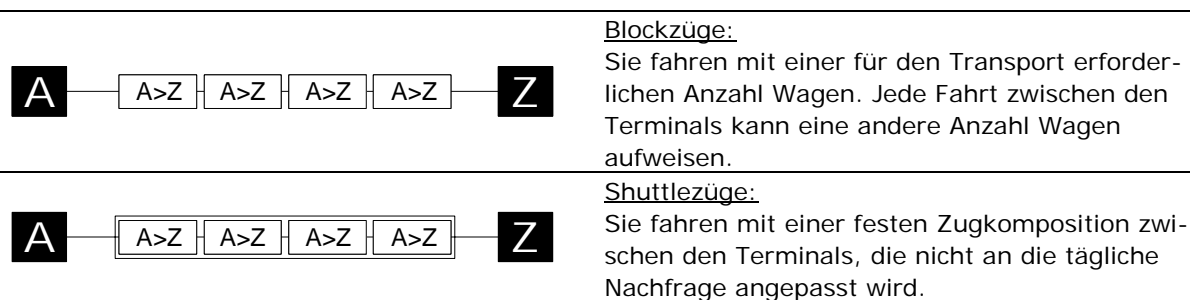 Blockzüge:
Sie fahren mit einer für den Transport erforder-
lichen Anzahl Wagen. Jede Fahrt zwischen den
Terminals kann eine andere Anzahl Wagen
aufweisen.
A A>Z A>Z A>Z A>Z Z
Shuttlezüge:
Sie fahren mit einer festen Zugkomposition zwi-
schen den Terminals, die nicht an die tägliche
Nachfrage angepasst wird.
A A>Z A>Z A>Z A>Z Z